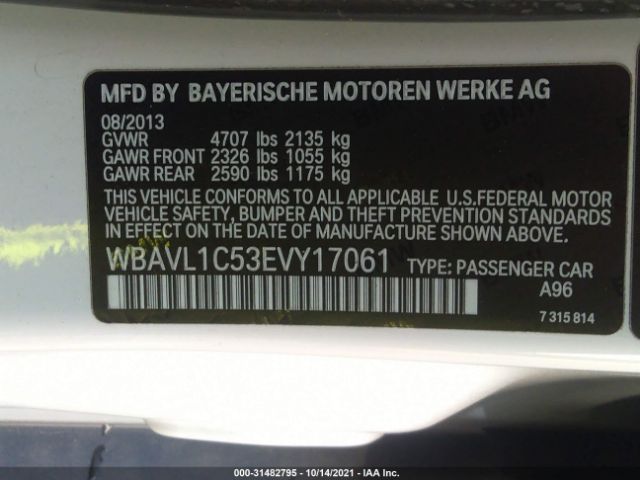 MFD BY BAYERISCHE MOTOREN WERKE AG
08/2013
GVWR 4707 lbs 2135 kg
GAWR FRONT 2326 lbs 1055 kg
GAWR REAR 2590 lbs 1175 kg
THIS VEHICLE CONFORMS TO ALL APPLICABLE U.S.FEDERAL MOTOR
VEHICLE SAFETY, BUMPER AND THEFT PREVENTION STANDARDS
IN EFFECT ON THE DATE OF MANUFACTURE SHOWN ABOVE.
WBAVL1C53EVY17061 TYPE: PASSENGER CAR
A96
7 315 814
000-31482795 - 10/14/2021 - IAA Inc.